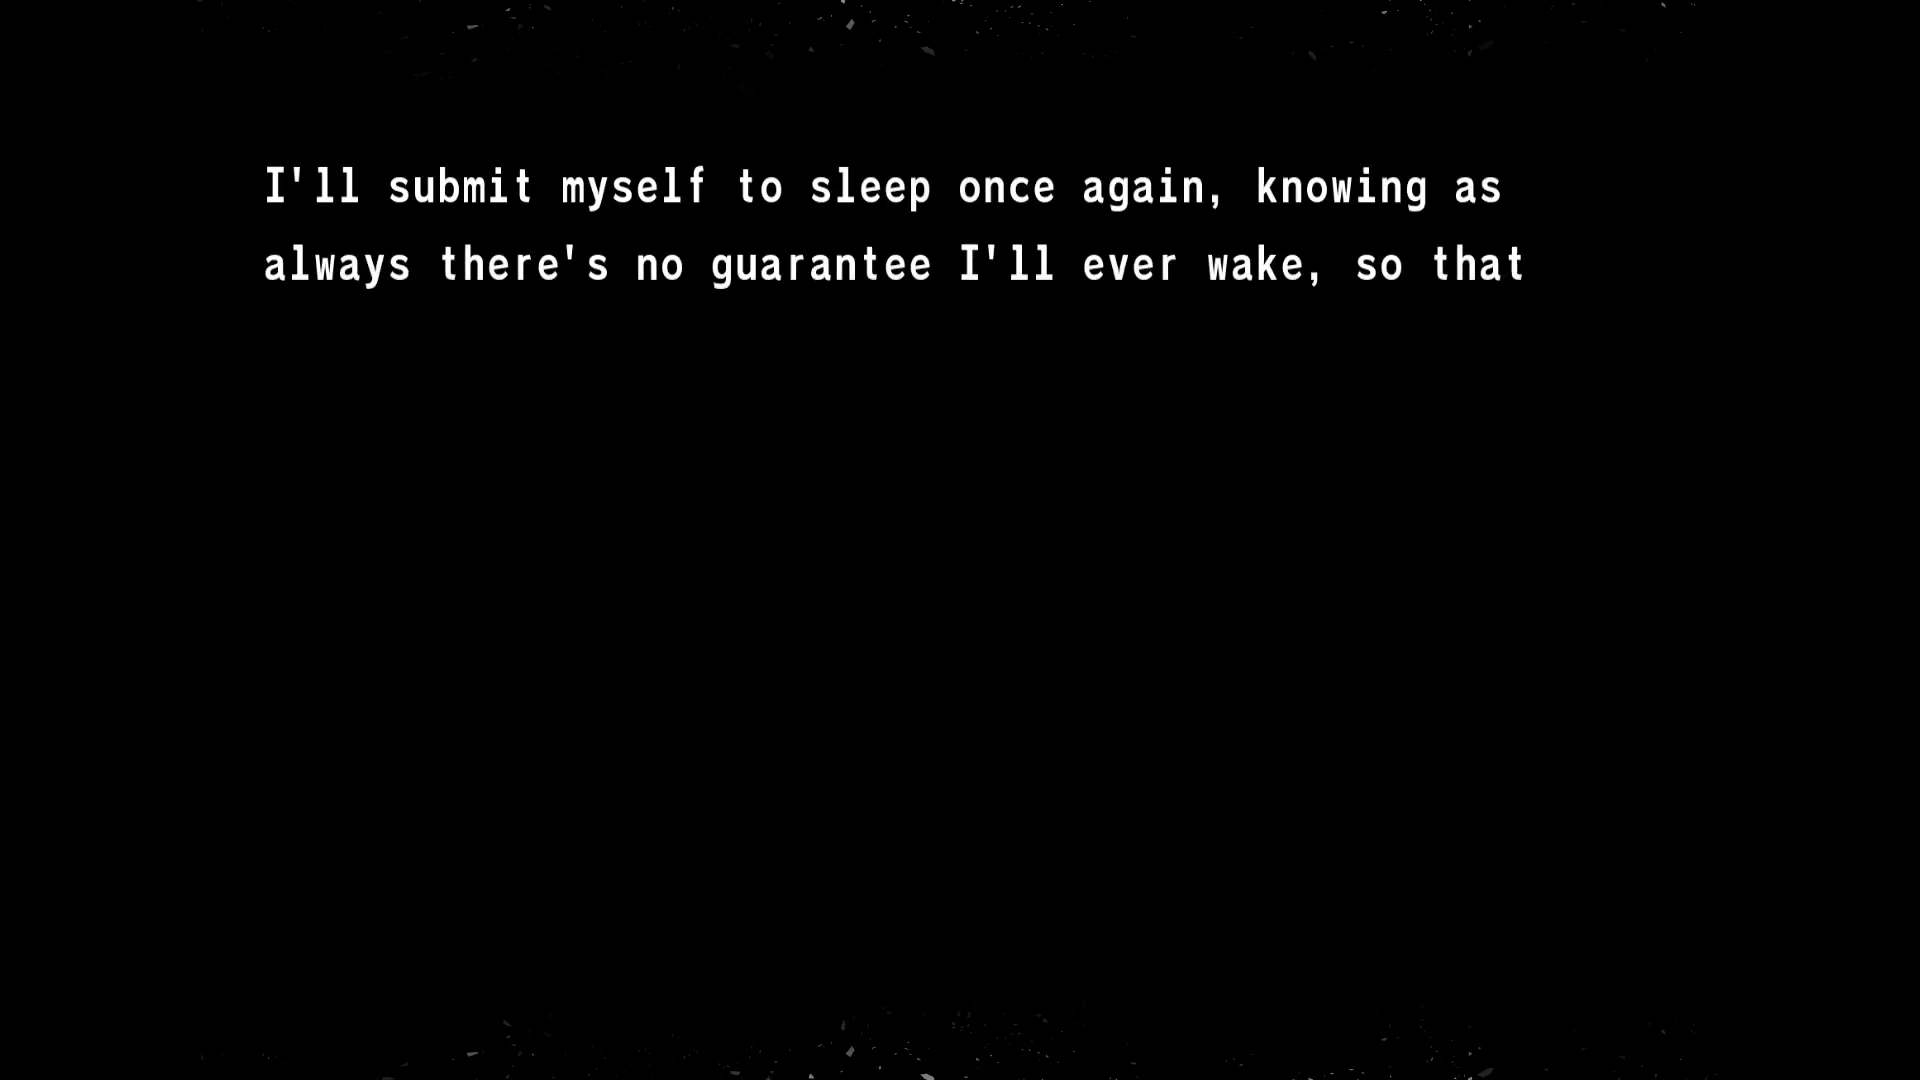 I'll submit myself to sleep once again, knowing as
always there's no guarantee I'll ever wake, so that